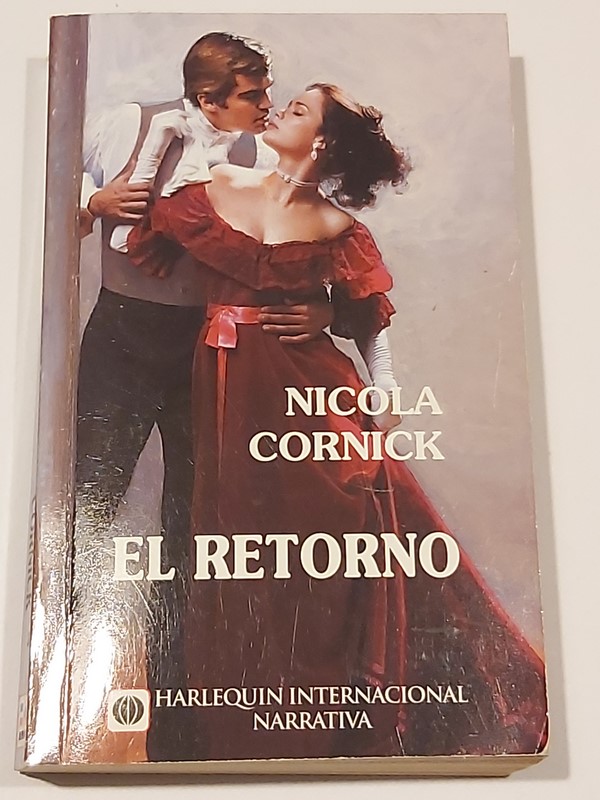 NICOLA
CORNICK
EL RETORNO
HARLEQUIN INTERNACIONAL
NARRATIVA